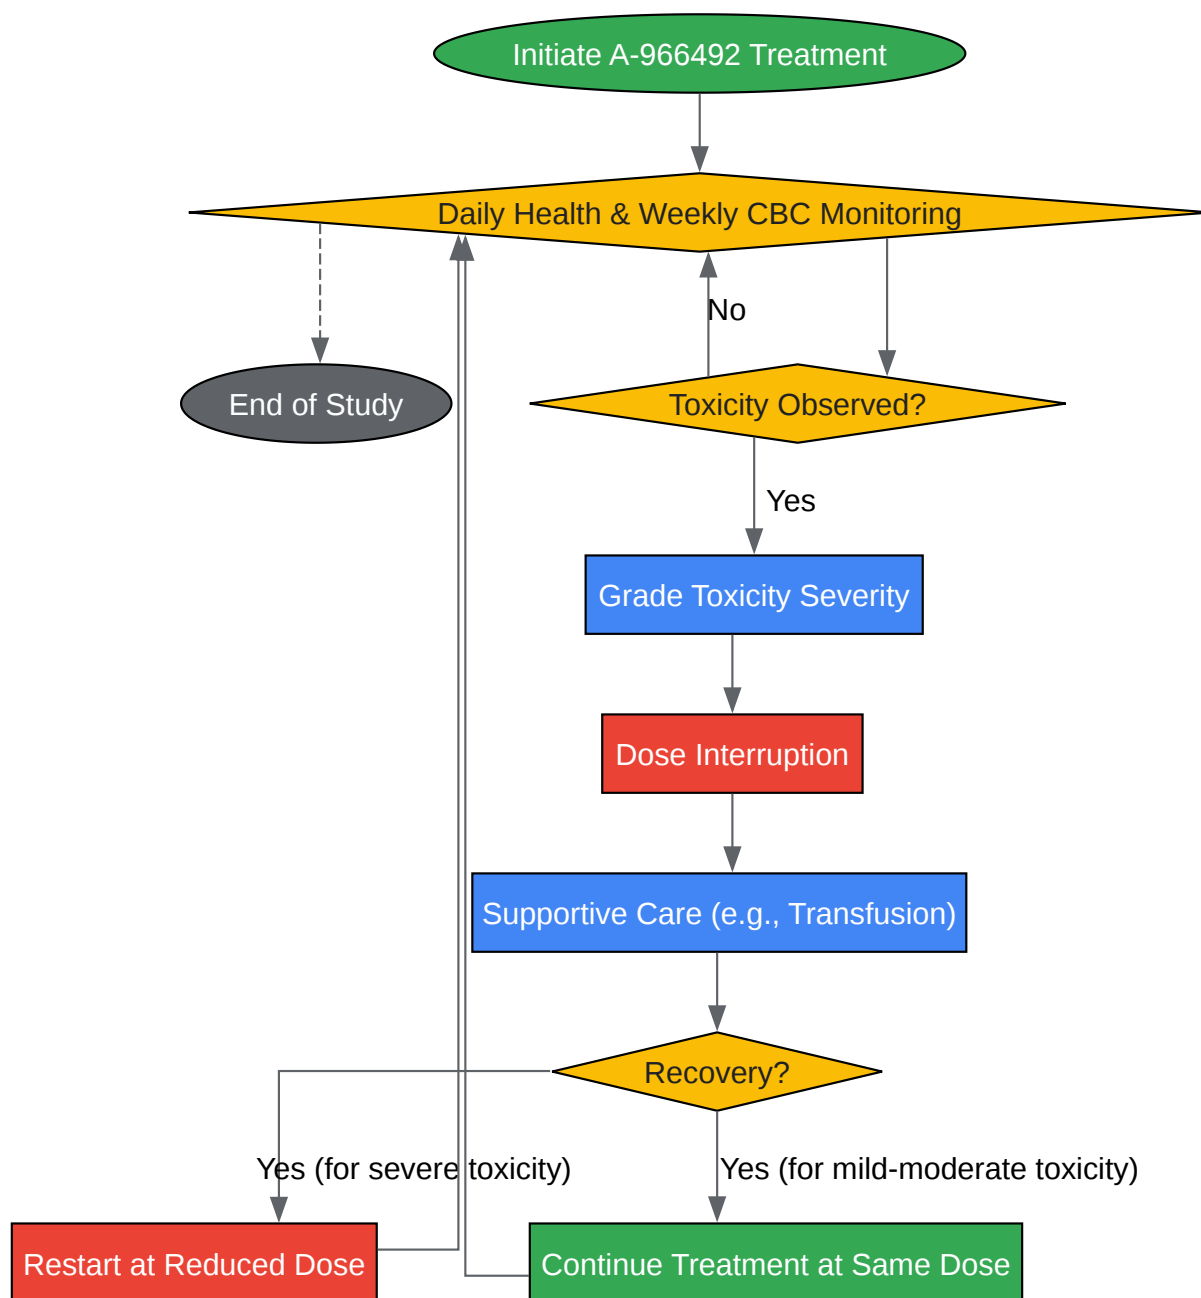 Initiate A-966492 Treatment
Daily Health & Weekly CBC Monitoring
No
End of Study
Toxicity Observed?
Yes
Grade Toxicity Severity
Dose Interruption
Supportive Care (e.g., Transfusion)
Recovery?
Yes (for severe toxicity)
Yes (for mild-moderate toxicity)
Restart at Reduced Dose
Continue Treatment at Same Dose